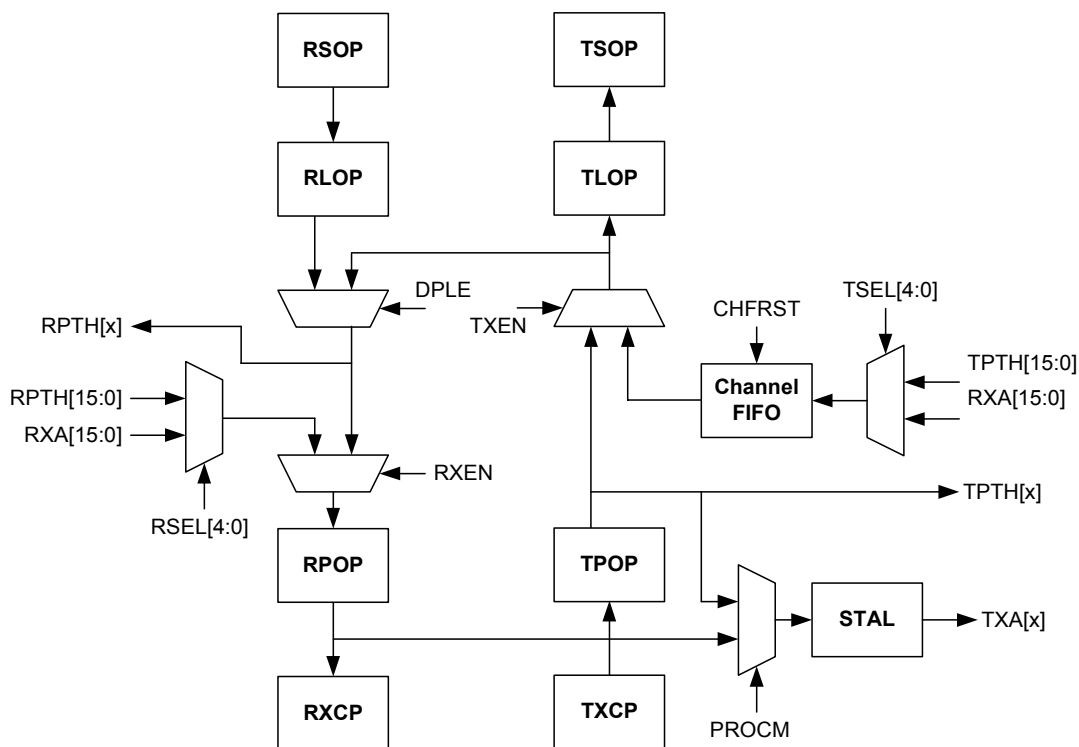 RSOP
TSOP
RLOP
TLOP
DPLE
TSEL[4:0]
RPTH[x]
TXEN
CHFRST
TPTH[15:0]
RPTH[15:0]
Channel
FIFO
RXA[15:0]
RXA[15:0]
RXEN
TPTH[x]
RSEL[4:0]
RPOP
TPOP
STAL
TXA[x]
RXCP
TXCP
PROCM